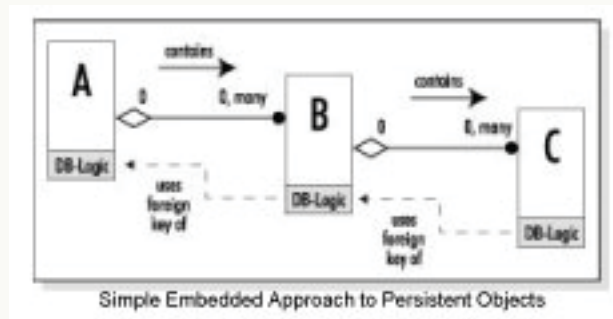 contains
A
0
0, many
B
DB-Logic
uses
foreign
key of
DB-Logic
contains
0
0, many
C
uses
foreign
key of
DB-Logic
Simple Embedded Approach to Persistent Objects